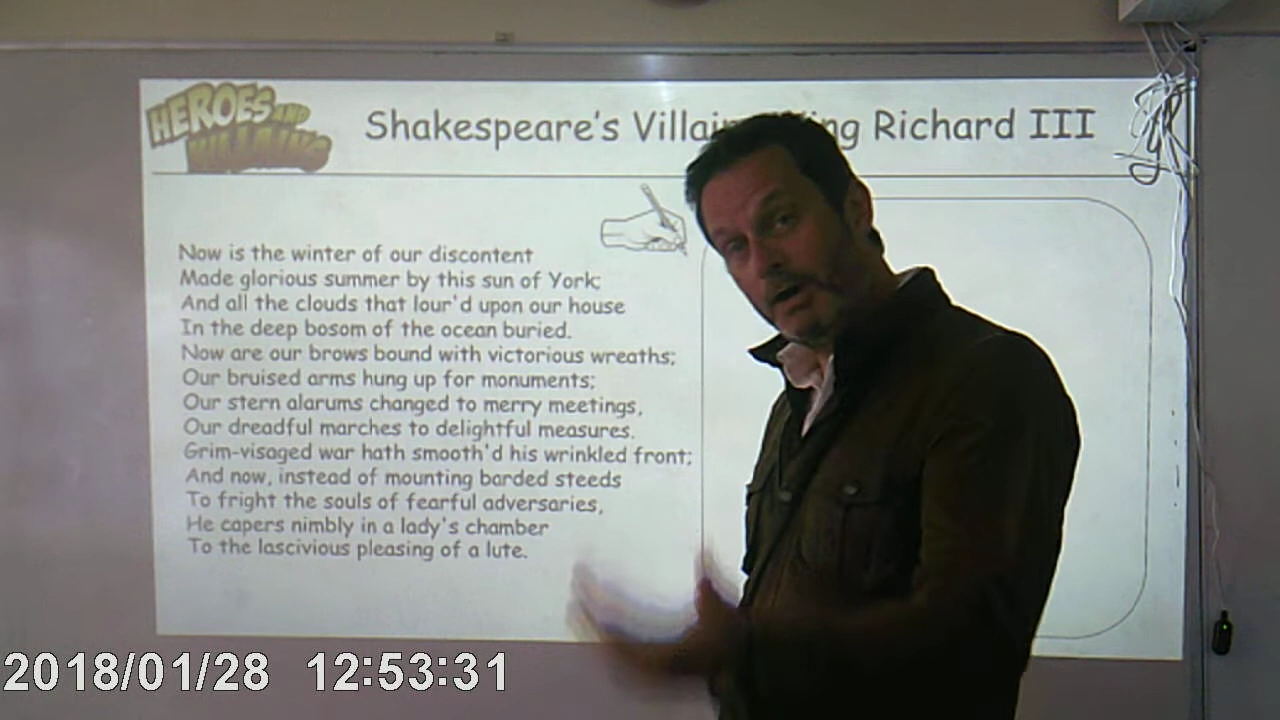 HEROES AND
VILLAINS
Shakespeare's Villain King Richard III
Now is the winter of our discontent
Made glorious summer by this sun of York;
And all the clouds that lour'd upon our house
In the deep bosom of the ocean buried.
Now are our brows bound with victorious wreaths;
Our bruised arms hung up for monuments;
Our stern alarums changed to merry meetings,
Our dreadful marches to delightful measures.
Grim-visaged war hath smooth'd his wrinkled front;
And now, instead of mounting barded steeds
To fright the souls of fearful adversaries,
He capers nimbly in a lady's chamber
To the lascivious pleasing of a lute.
2018/01/28 12:53:31